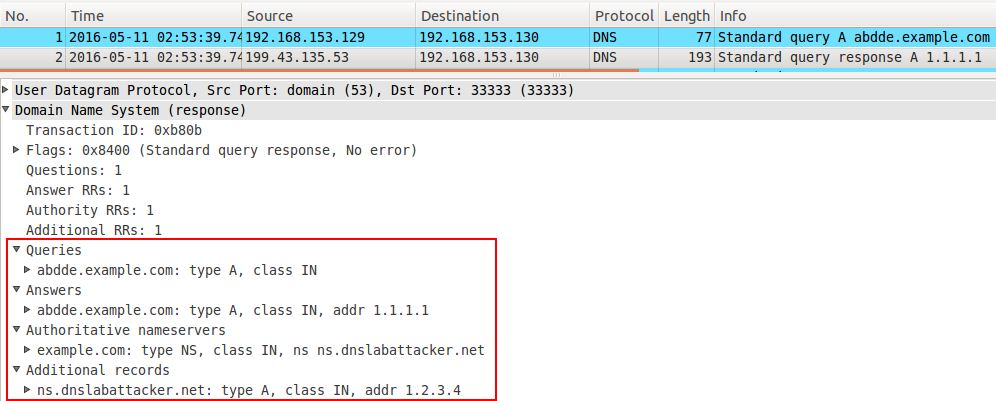 No. Time Source Destination Protocol Length Info
1 2016-05-11 02:53:39.74 192.168.153.129 192.168.153.130 DNS 77 Standard query A abdde.example.com
2 2016-05-11 02:53:39.74 199.43.135.53 192.168.153.130 DNS 193 Standard query response A 1.1.1.1
User Datagram Protocol, Src Port: domain (53), Dst Port: 33333 (33333)
Domain Name System (response)
Transaction ID: 0xb80b
Flags: 0x8400 (Standard query response, No error)
Questions: 1
Answer RRs: 1
Authority RRs: 1
Additional RRs: 1
Queries
abdde.example.com: type A, class IN
Answers
abdde.example.com: type A, class IN, addr 1.1.1.1
Authoritative nameservers
example.com: type NS, class IN, ns ns.dnslabattacker.net
Additional records
ns.dnslabattacker.net: type A, class IN, addr 1.2.3.4